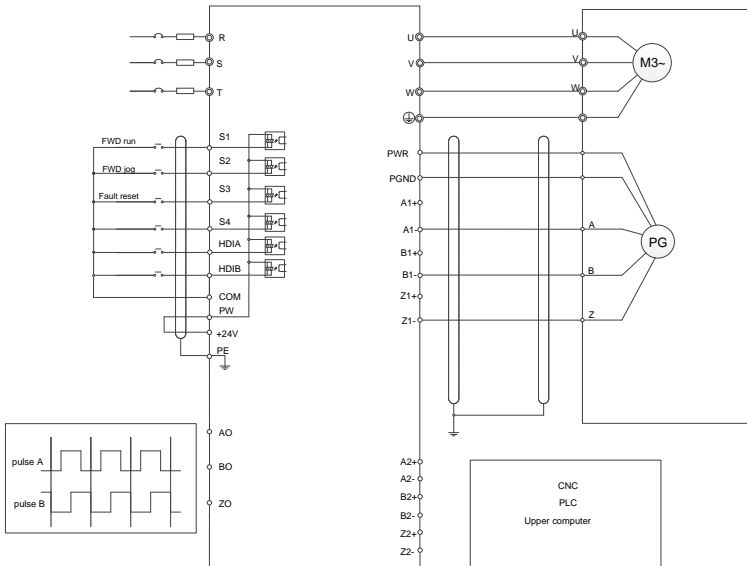 R
S
T
FWD run
FWD jog
Fault reset
S1
S2
S3
S4
HDIA
HDIB
COM
PW
+24V
PE
pulse A
pulse B
AO
BO
ZO
U
V
W
PWR
PGND
A1+
A1-
B1+
B1-
Z1+
Z1-
A2+
A2-
B2+
B2-
Z2+
Z2-
U
V
W
M3~
A
B
Z
PG
CNC
PLC
Upper computer